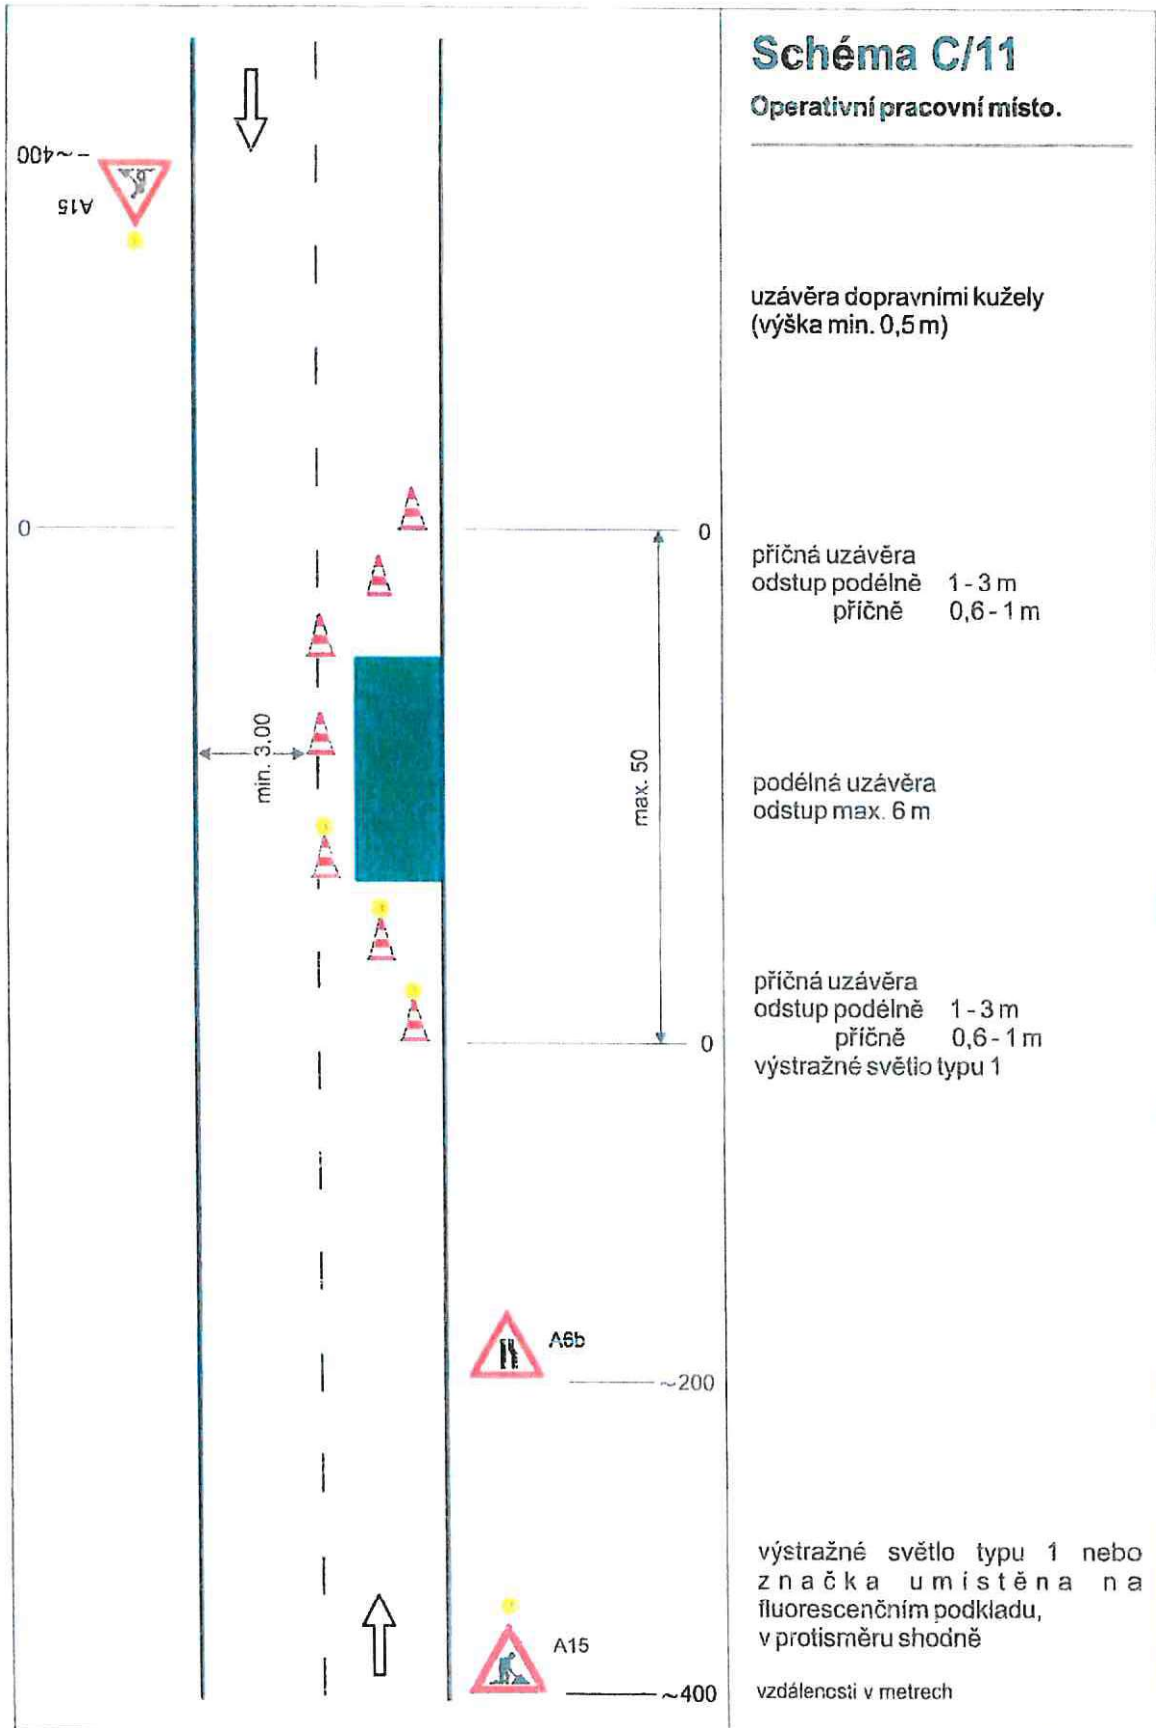 Schéma C/11
Operativní pracovní místo.
~400
A15
uzávěra dopravními kužely
(výška min. 0,5 m)
0
0
příčná uzávěra
odstup podélně 1 - 3 m
příčně 0,6 - 1 m
min. 3.00
max. 50
podélná uzávěra
odstup max. 6 m
příčná uzávěra
odstup podélně 1 - 3 m
příčně 0,6 - 1 m
0
výstražné světlo typu 1
A6b
~200
výstražné světlo typu 1 nebo
značka umístěna na
fluorescenčním podkladu,
v protisměru shodně
A15
~400
vzdálenosti v metrech